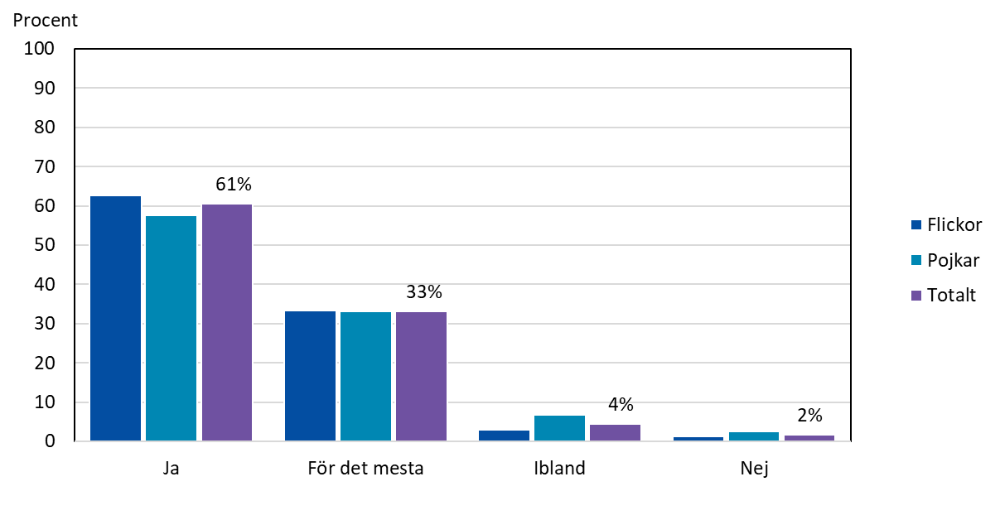 Procent
100
90
80
70
60
50
40
30
20
10
0
61%
33%
4%
2%
Ja
För det mesta
Ibland
Nej
Flickor
Pojkar
Totalt